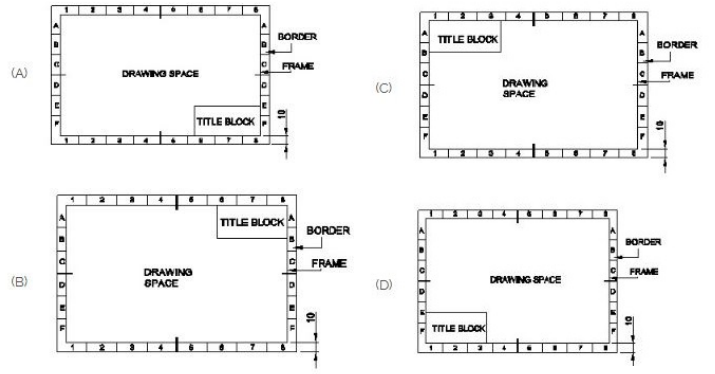 (A)
1 2 3 4 5 6 7 8
A A
B B
BORDER
C C
FRAME
DRAWING SPACE
D D
E E
F F
TITLE BLOCK
10
1 2 3 4 5 6 7 8
(C)
1 2 3 4 5 6 7 8
A A
TITLE BLOCK
B B
BORDER
C C
FRAME
DRAWING
SPACE
D D
E E
F F
10
1 2 3 4 5 6 7 8
(B)
1 2 3 4 5 6 7 8
A A
TITLE BLOCK
B B
BORDER
C C
FRAME
DRAWING
SPACE
D D
E E
F F
10
1 2 3 4 5 6 7 8
(D)
1 2 3 4 5 6 7 8
A A
B B
BORDER
C C
FRAME
DRAWING SPACE
D D
E E
F F
TITLE BLOCK
10
1 2 3 4 5 6 7 8